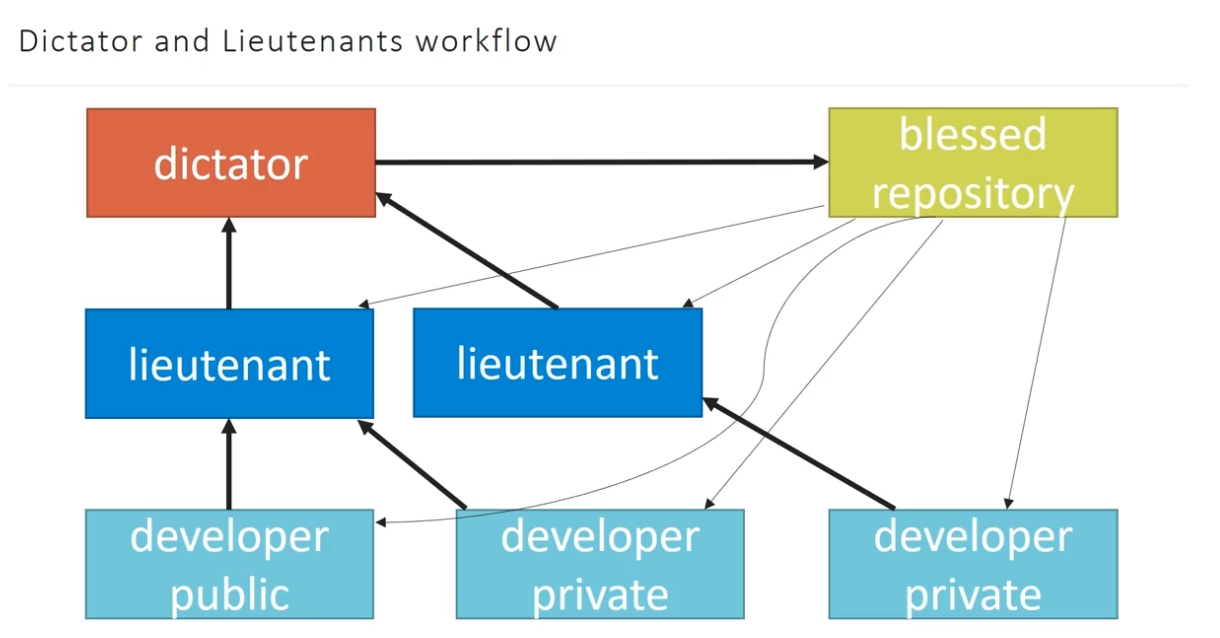 Dictator and Lieutenants workflow
dictator
blessed
repository
lieutenant
lieutenant
developer
public
developer
private
developer
private